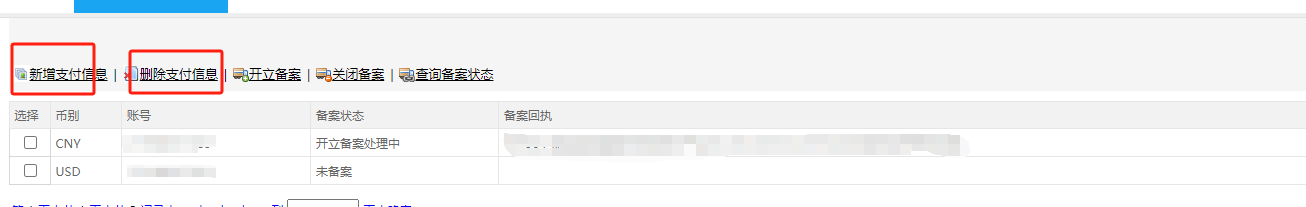 新增支付信息 | 删除支付信息 | 开立备案 | 关闭备案 | 查询备案状态
选择 币别 账号 备案状态 备案回执
CNY 开立备案处理中
USD 未备案